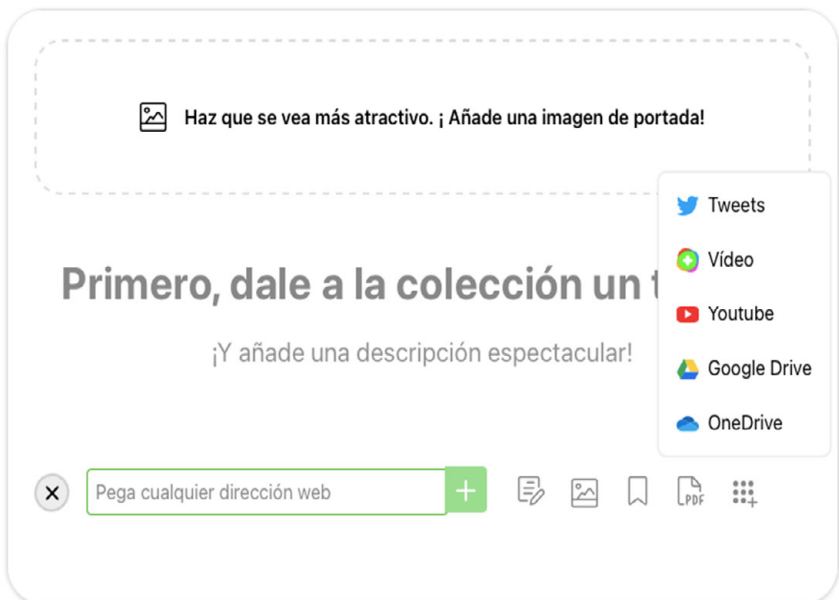 Haz que se vea más atractivo. ¡ Añade una imagen de portada!
Tweets
Vídeo
Primero, dale a la colección un
Youtube
¡Y añade una descripción espectacular!
Google Drive
OneDrive
Pega cualquier dirección web
PDF